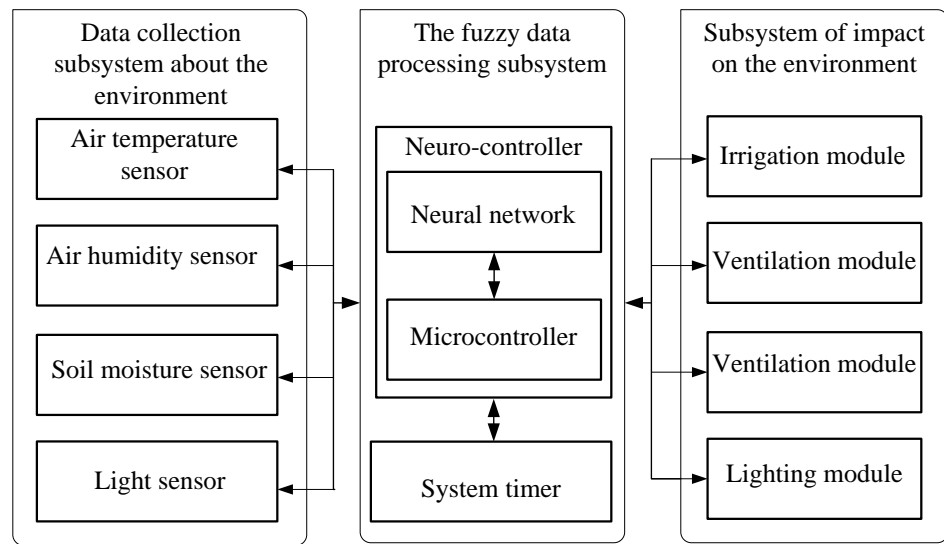 Data collection
subsystem about the
environment
Air temperature
sensor
Air humidity sensor
Soil moisture sensor
Light sensor
The fuzzy data
processing subsystem
Neuro-controller
Neural network
Microcontroller
System timer
Subsystem of impact
on the environment
Irrigation module
Ventilation module
Ventilation module
Lighting module